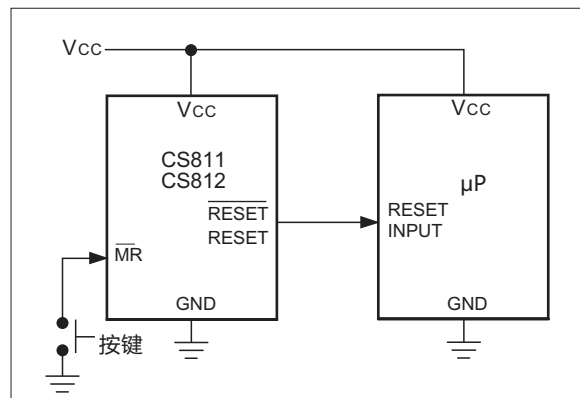 VCC
VCC
CS811
CS812
RESET
RESET
MR
GND
按键
VCC
μP
RESET
INPUT
GND